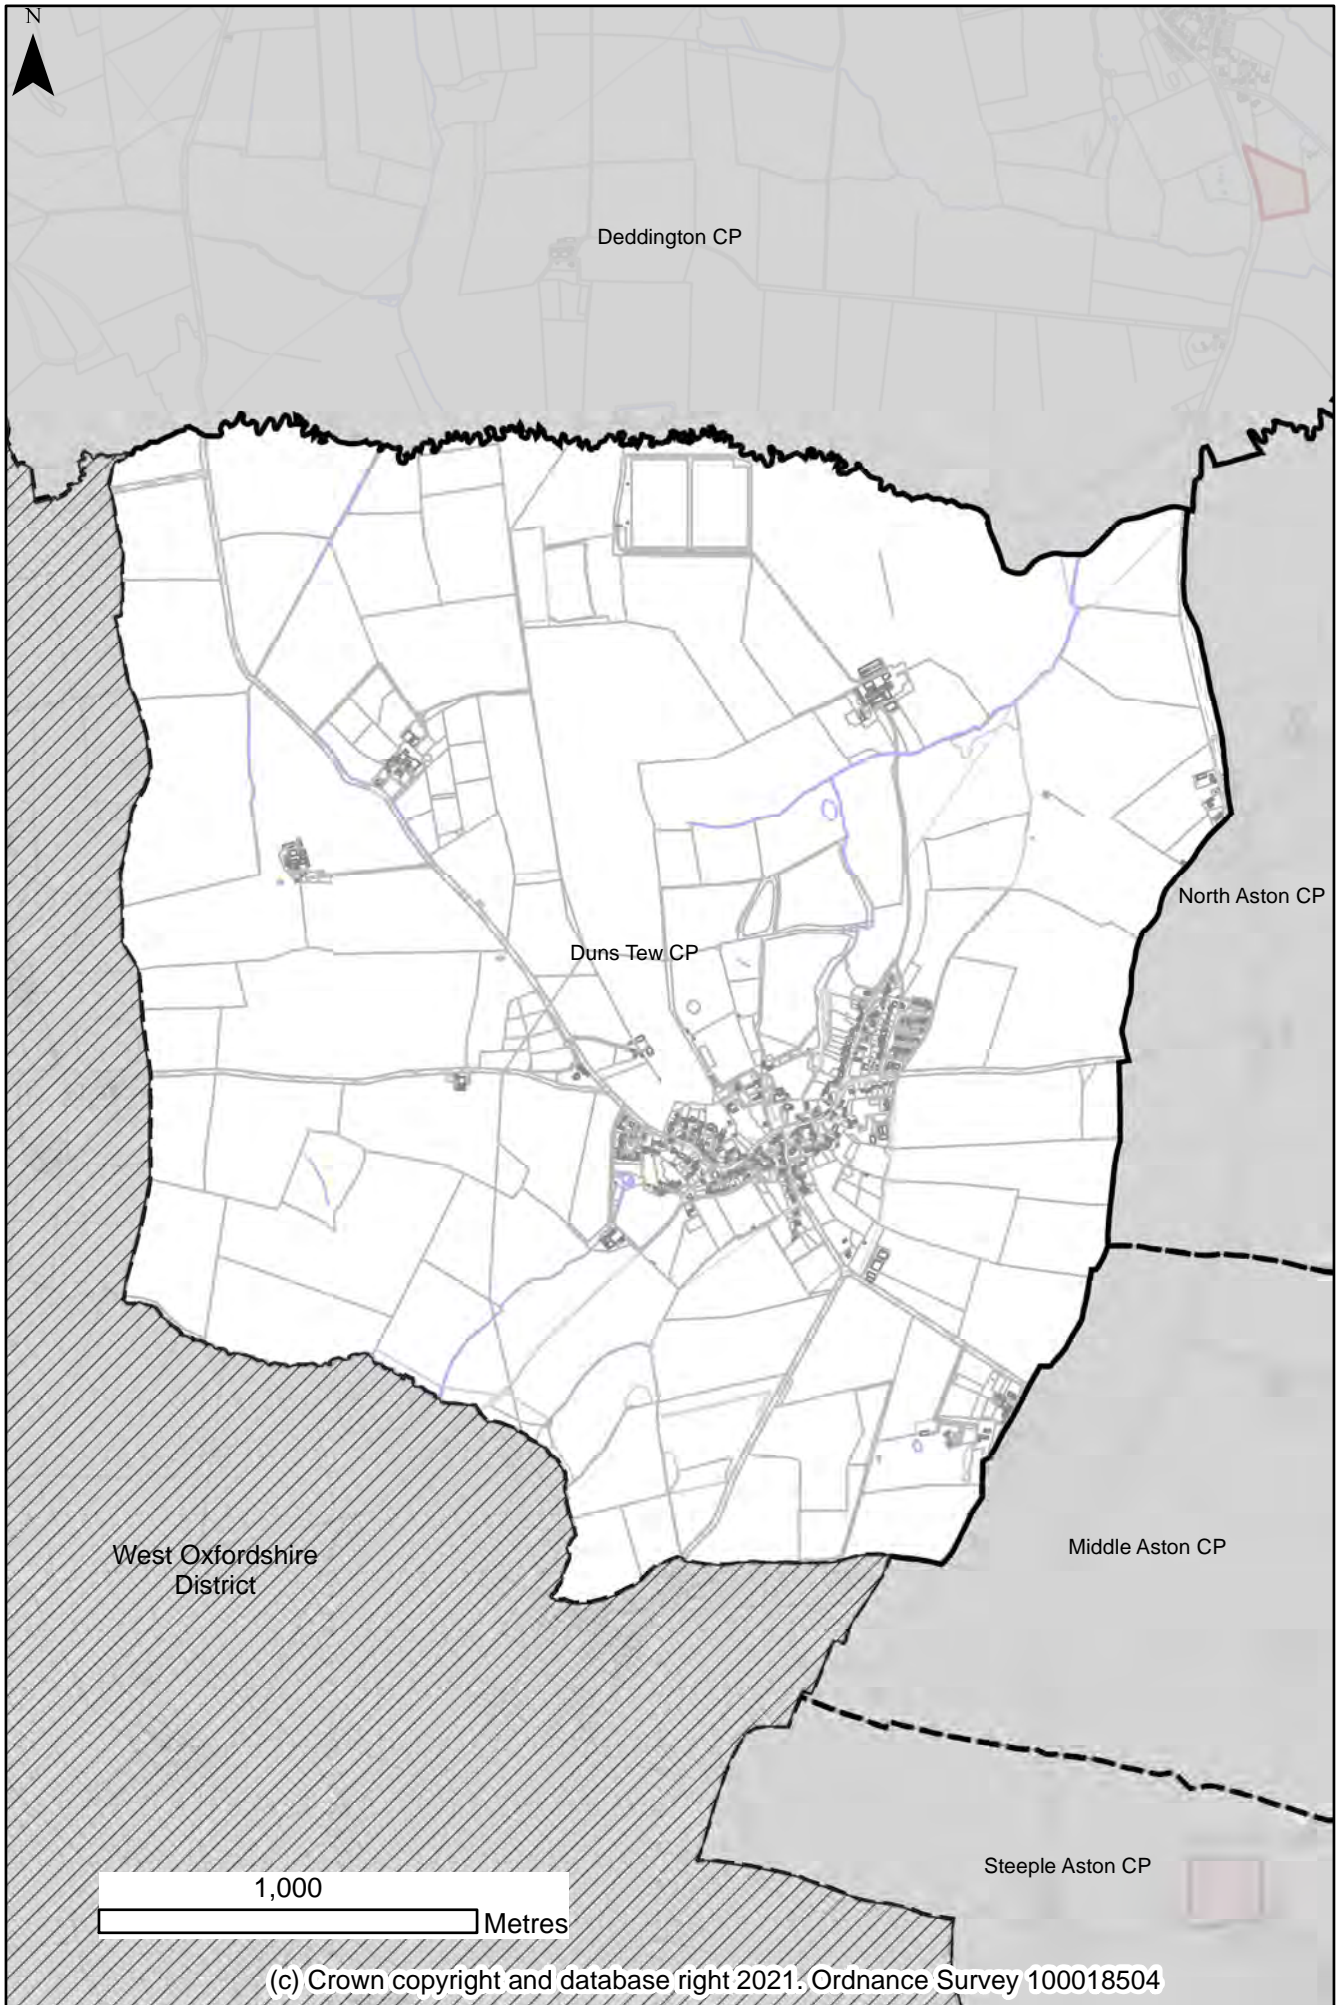 N
Deddington CP
North Aston CP
Duns Tew CP
West Oxfordshire
District
Middle Aston CP
Steeple Aston CP
1,000
Metres
(c) Crown copyright and database right 2021. Ordnance Survey 100018504